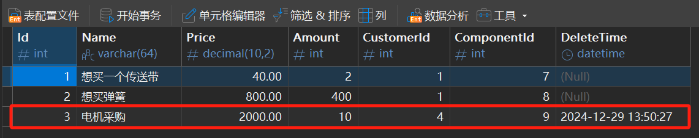 表配置文件 开始事务 单元格编辑器 筛选 & 排序 列 Ent 数据分析 Ent 工具
Id Name Price Amount CustomerId ComponentId DeleteTime
# int varchar(64) # decimal(10,2) # int # int # int datetime
1 想买一个传送带 40.00 2 1 7 (Null)
2 想买弹簧 800.00 400 1 8 (Null)
3 电机采购 2000.00 10 4 9 2024-12-29 13:50:27